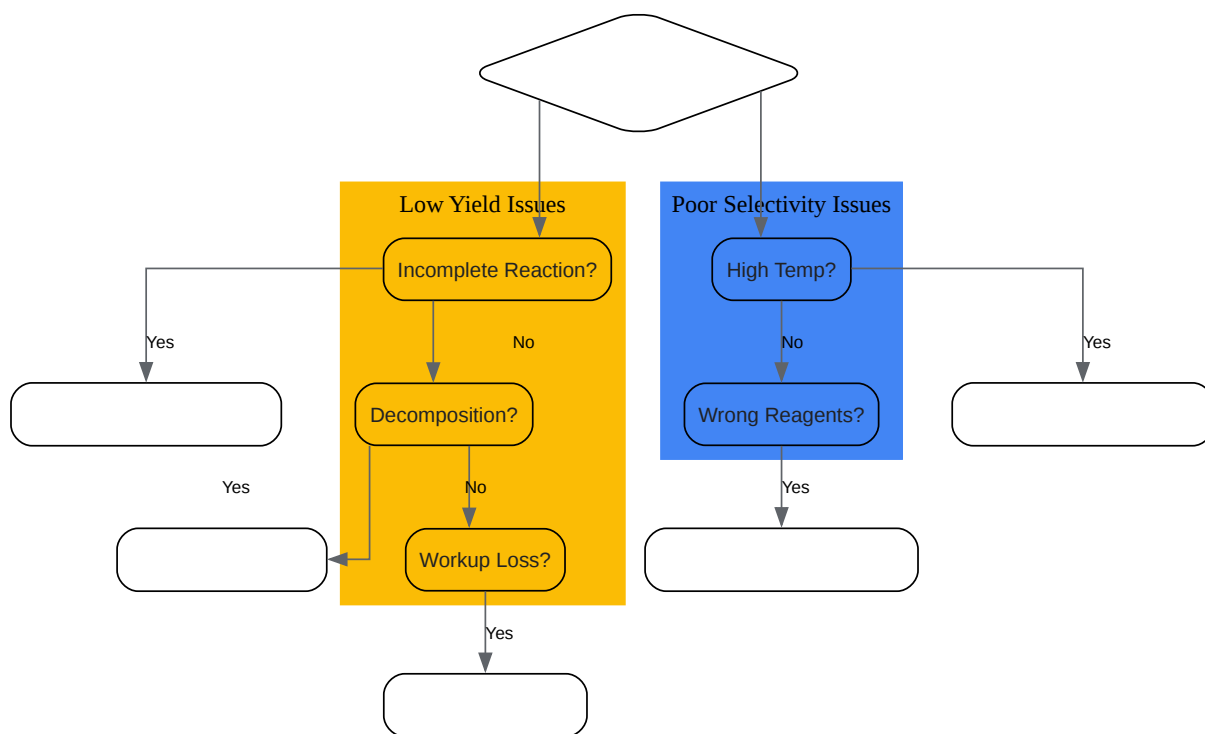 Low Yield Issues
Poor Selectivity Issues
Incomplete Reaction?
High Temp?
Yes
No
No
Yes
Decomposition?
Wrong Reagents?
Yes
No
Yes
Workup Loss?
Yes